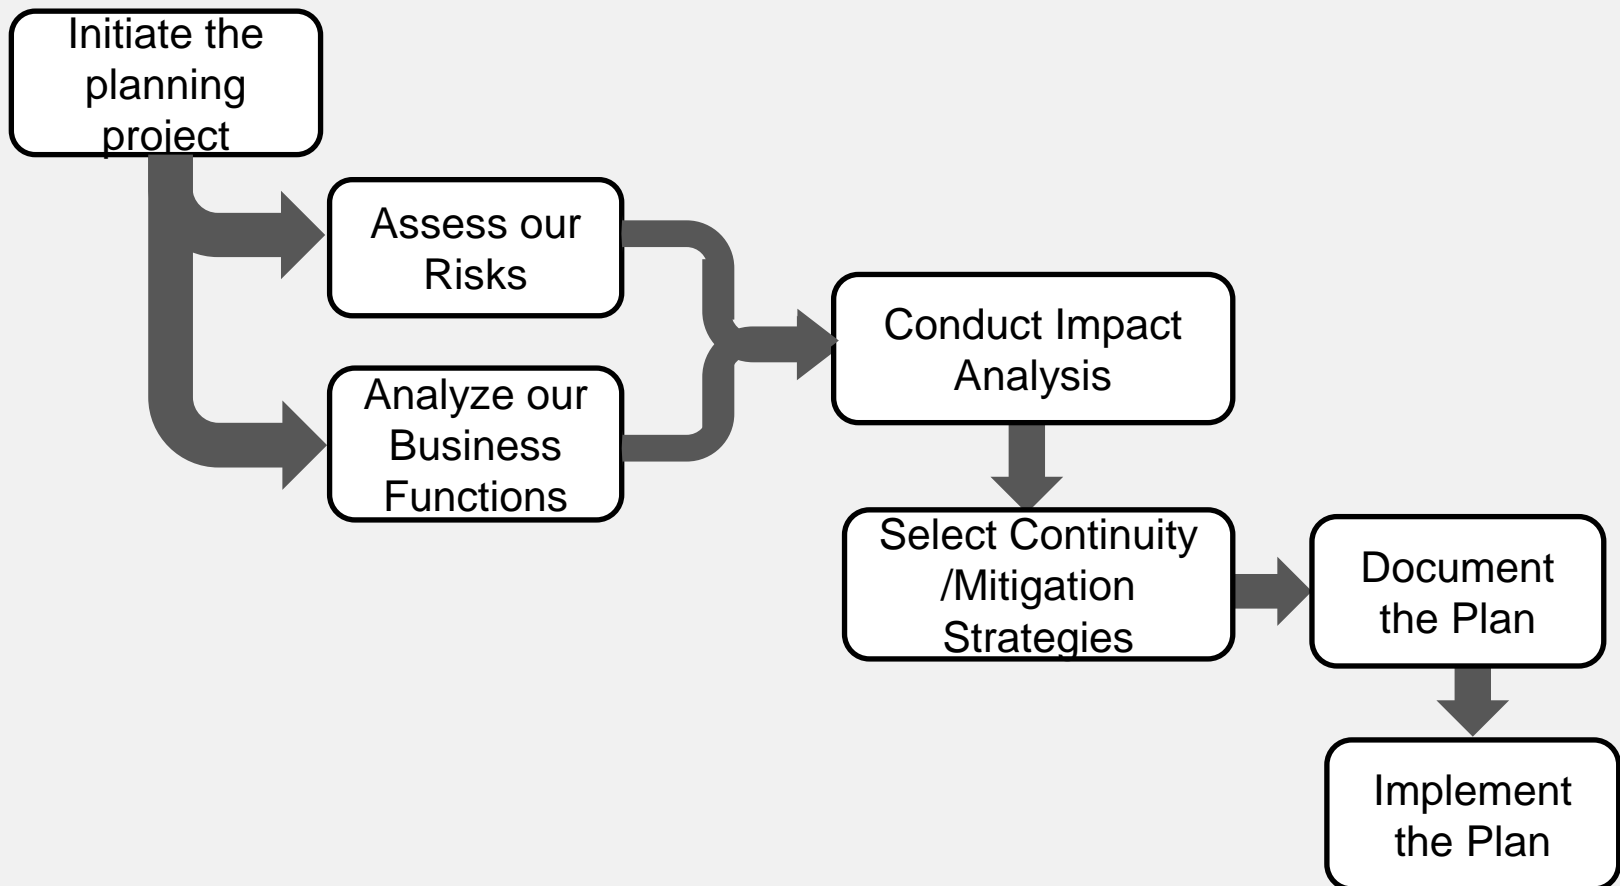 Initiate the
planning
project
Assess our
Risks
Analyze our
Business
Functions
Conduct Impact
Analysis
Select Continuity
/Mitigation
Strategies
Document
the Plan
Implement
the Plan